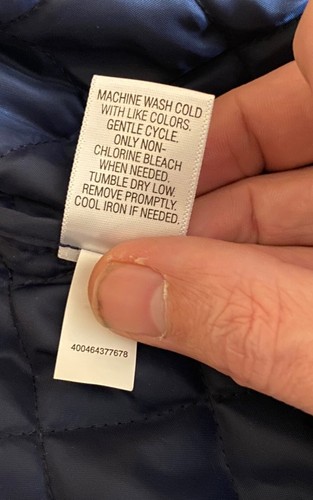 MACHINE WASH COLD
WITH LIKE COLORS.
GENTLE CYCLE.
ONLY NON-
CHLORINE BLEACH
WHEN NEEDED.
TUMBLE DRY LOW.
REMOVE PROMPTLY.
COOL IRON IF NEEDED.
400464377678